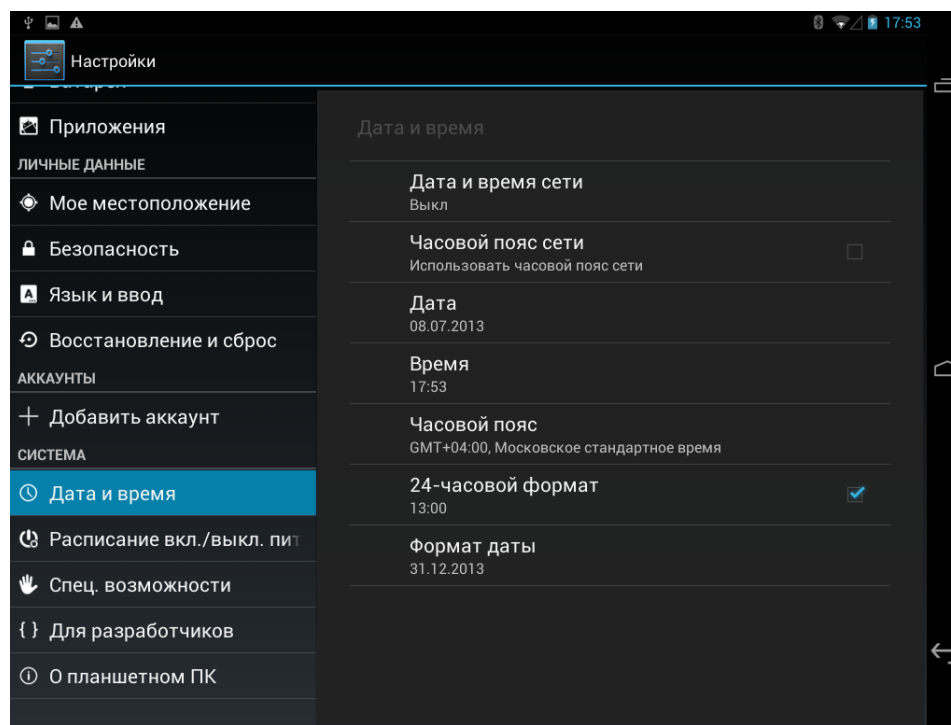 17:53
Настройки
Приложения
ЛИЧНЫЕ ДАННЫЕ
Мое местоположение
Безопасность
Язык и ввод
Восстановление и сброс
АККАУНТЫ
Добавить аккаунт
СИСТЕМА
Дата и время
Расписание вкл./выкл. пит
Спец. возможности
{ } Для разработчиков
О планшетном ПК
Дата и время
Дата и время сети
Выкл
Часовой пояс сети
Использовать часовой пояс сети
Дата
08.07.2013
Время
17:53
Часовой пояс
GMT+04:00, Московское стандартное время
24-часовой формат
13:00
Формат даты
31.12.2013